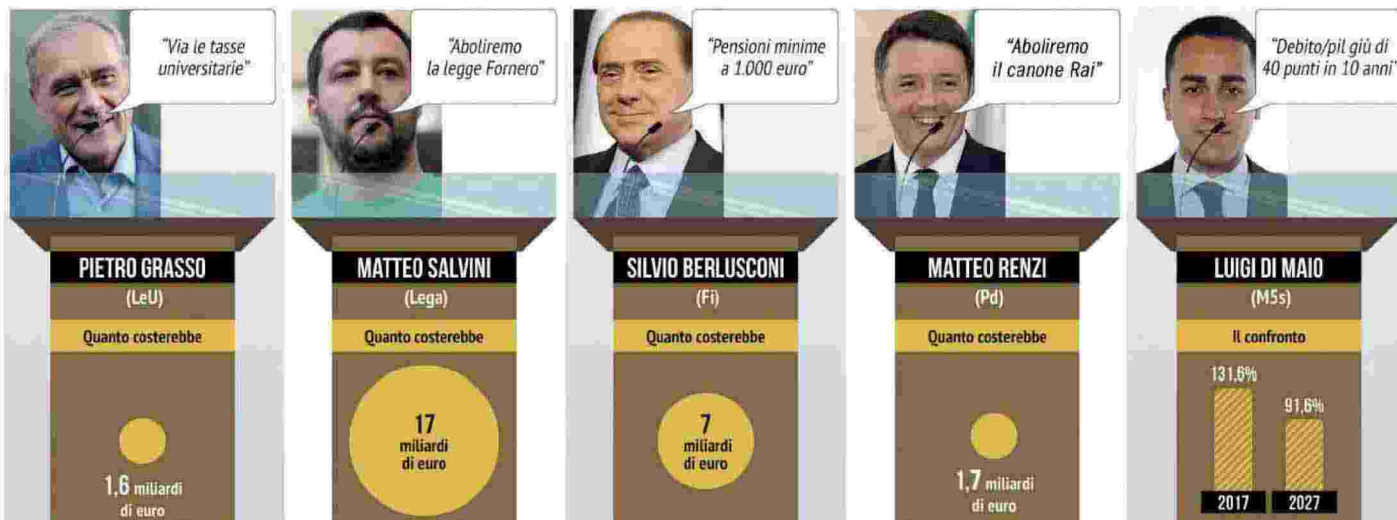 "Via le tasse
universitarie"
"Aboliremo
la legge Fornero"
"Pensioni minime
a 1.000 euro"
"Aboliremo
il canone Rai"
"Debito/pil giù di
40 punti in 10 anni"
PIETRO GRASSO
(LeU)
Quanto costerebbe
1,6 miliardi
di euro
MATTEO SALVINI
(Lega)
Quanto costerebbe
17
miliardi
di euro
SILVIO BERLUSCONI
(Fi)
Quanto costerebbe
7
miliardi
di euro
MATTEO RENZI
(Pd)
Quanto costerebbe
1,7 miliardi
di euro
LUIGI DI MAIO
(M5s)
Il confronto
131,6%
91,6%
2017
2027